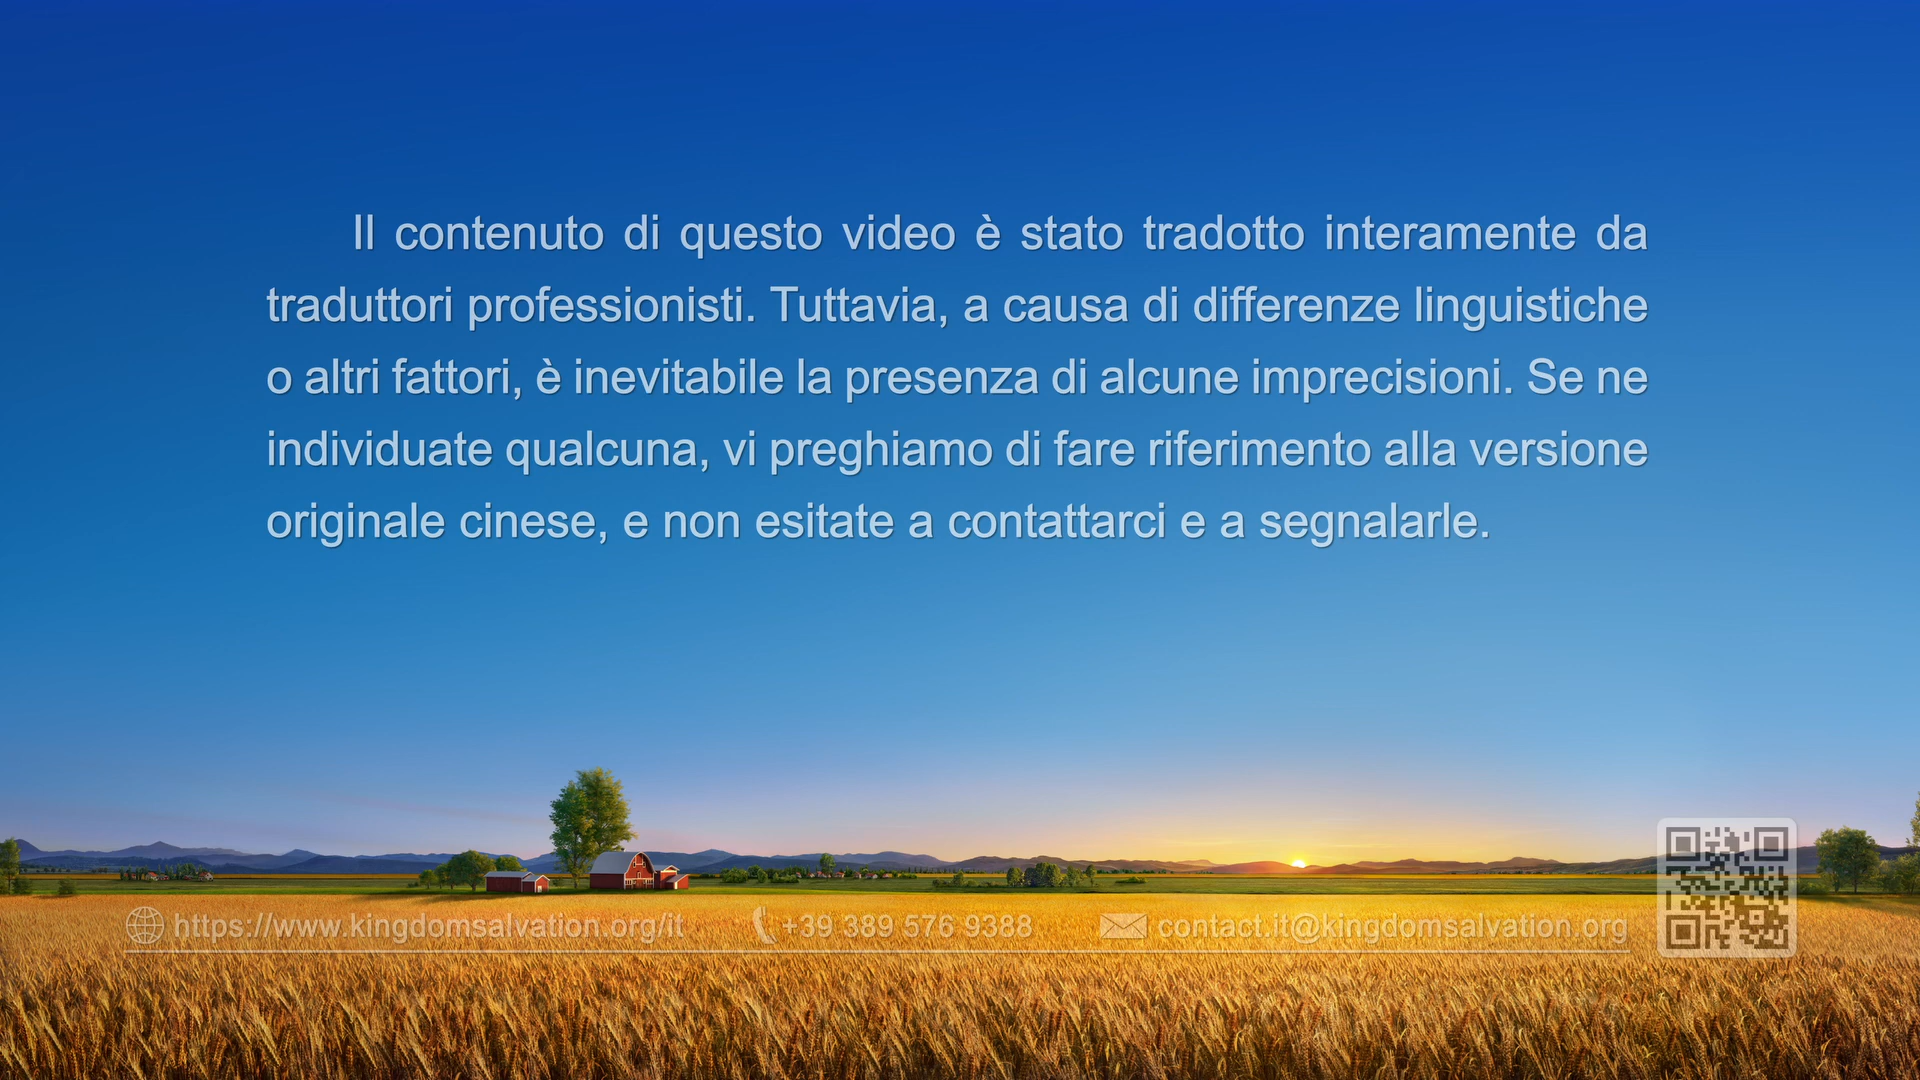 Il contenuto di questo video è stato tradotto interamente da
traduttori professionisti. Tuttavia, a causa di differenze linguistiche
o altri fattori, è inevitabile la presenza di alcune imprecisioni. Se ne
individuate qualcuna, vi preghiamo di fare riferimento alla versione
originale cinese, e non esitate a contattarci e a segnalarle.
https://www.kingdomsalvation.org/it +39 389 576 9388 contact.it@kingdomsalvation.org